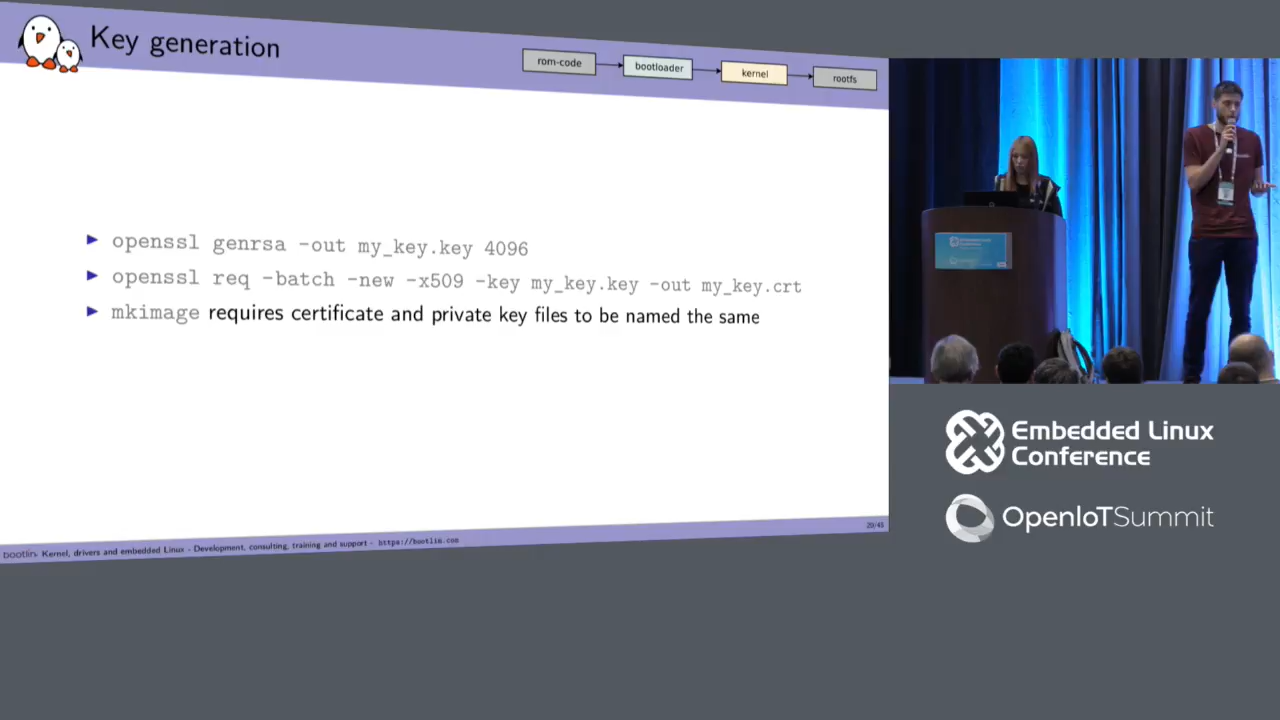 Key generation
rom-code
bootloader
kernel
rootfs
openssl genrsa -out my_key.key 4096
openssl req -batch -new -x509 -key my_key.key -out my_key.crt
mkimage requires certificate and private key files to be named the same
20/45
bootlin- Kernel, drivers and embedded Linux - Development, consulting, training and support - https://bootlin.com
Embedded Linux
Conference
OpenIoTSummit